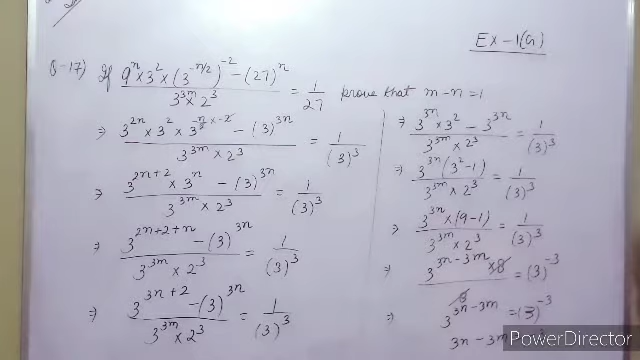 Ex-1(G)
Q-17) If 9^n × 3^2 × (3^(-n/2))^(-2) - (27)^n / 3^(3m) × 2^3 = 1/27 prove that m-n=1
⇒ 3^(2n) × 3^2 × 3^(-n/2 × -2) - (3)^(3n) / 3^(3m) × 2^3 = 1/(3)^3
⇒ 3^(2n+2) × 3^n - (3)^(3n) / 3^(3m) × 2^3 = 1/(3)^3
⇒ 3^(2n+2+n) - (3)^(3n) / 3^(3m) × 2^3 = 1/(3)^3
⇒ 3^(3n+2) - (3)^(3n) / 3^(3m) × 2^3 = 1/(3)^3
⇒ 3^(3n) × 3^2 - 3^(3n) / 3^(3m) × 2^3 = 1/(3)^3
⇒ 3^(3n) (3^2-1) / 3^(3m) × 2^3 = 1/(3)^3
⇒ 3^(3n) × (9-1) / 3^(3m) × 2^3 = 1/(3)^3
⇒ 3^(3n-3m) × 8 / 8 = (3)^(-3)
⇒ 3^(3n-3m) = (3)^(-3)
3n-3m
PowerDirector